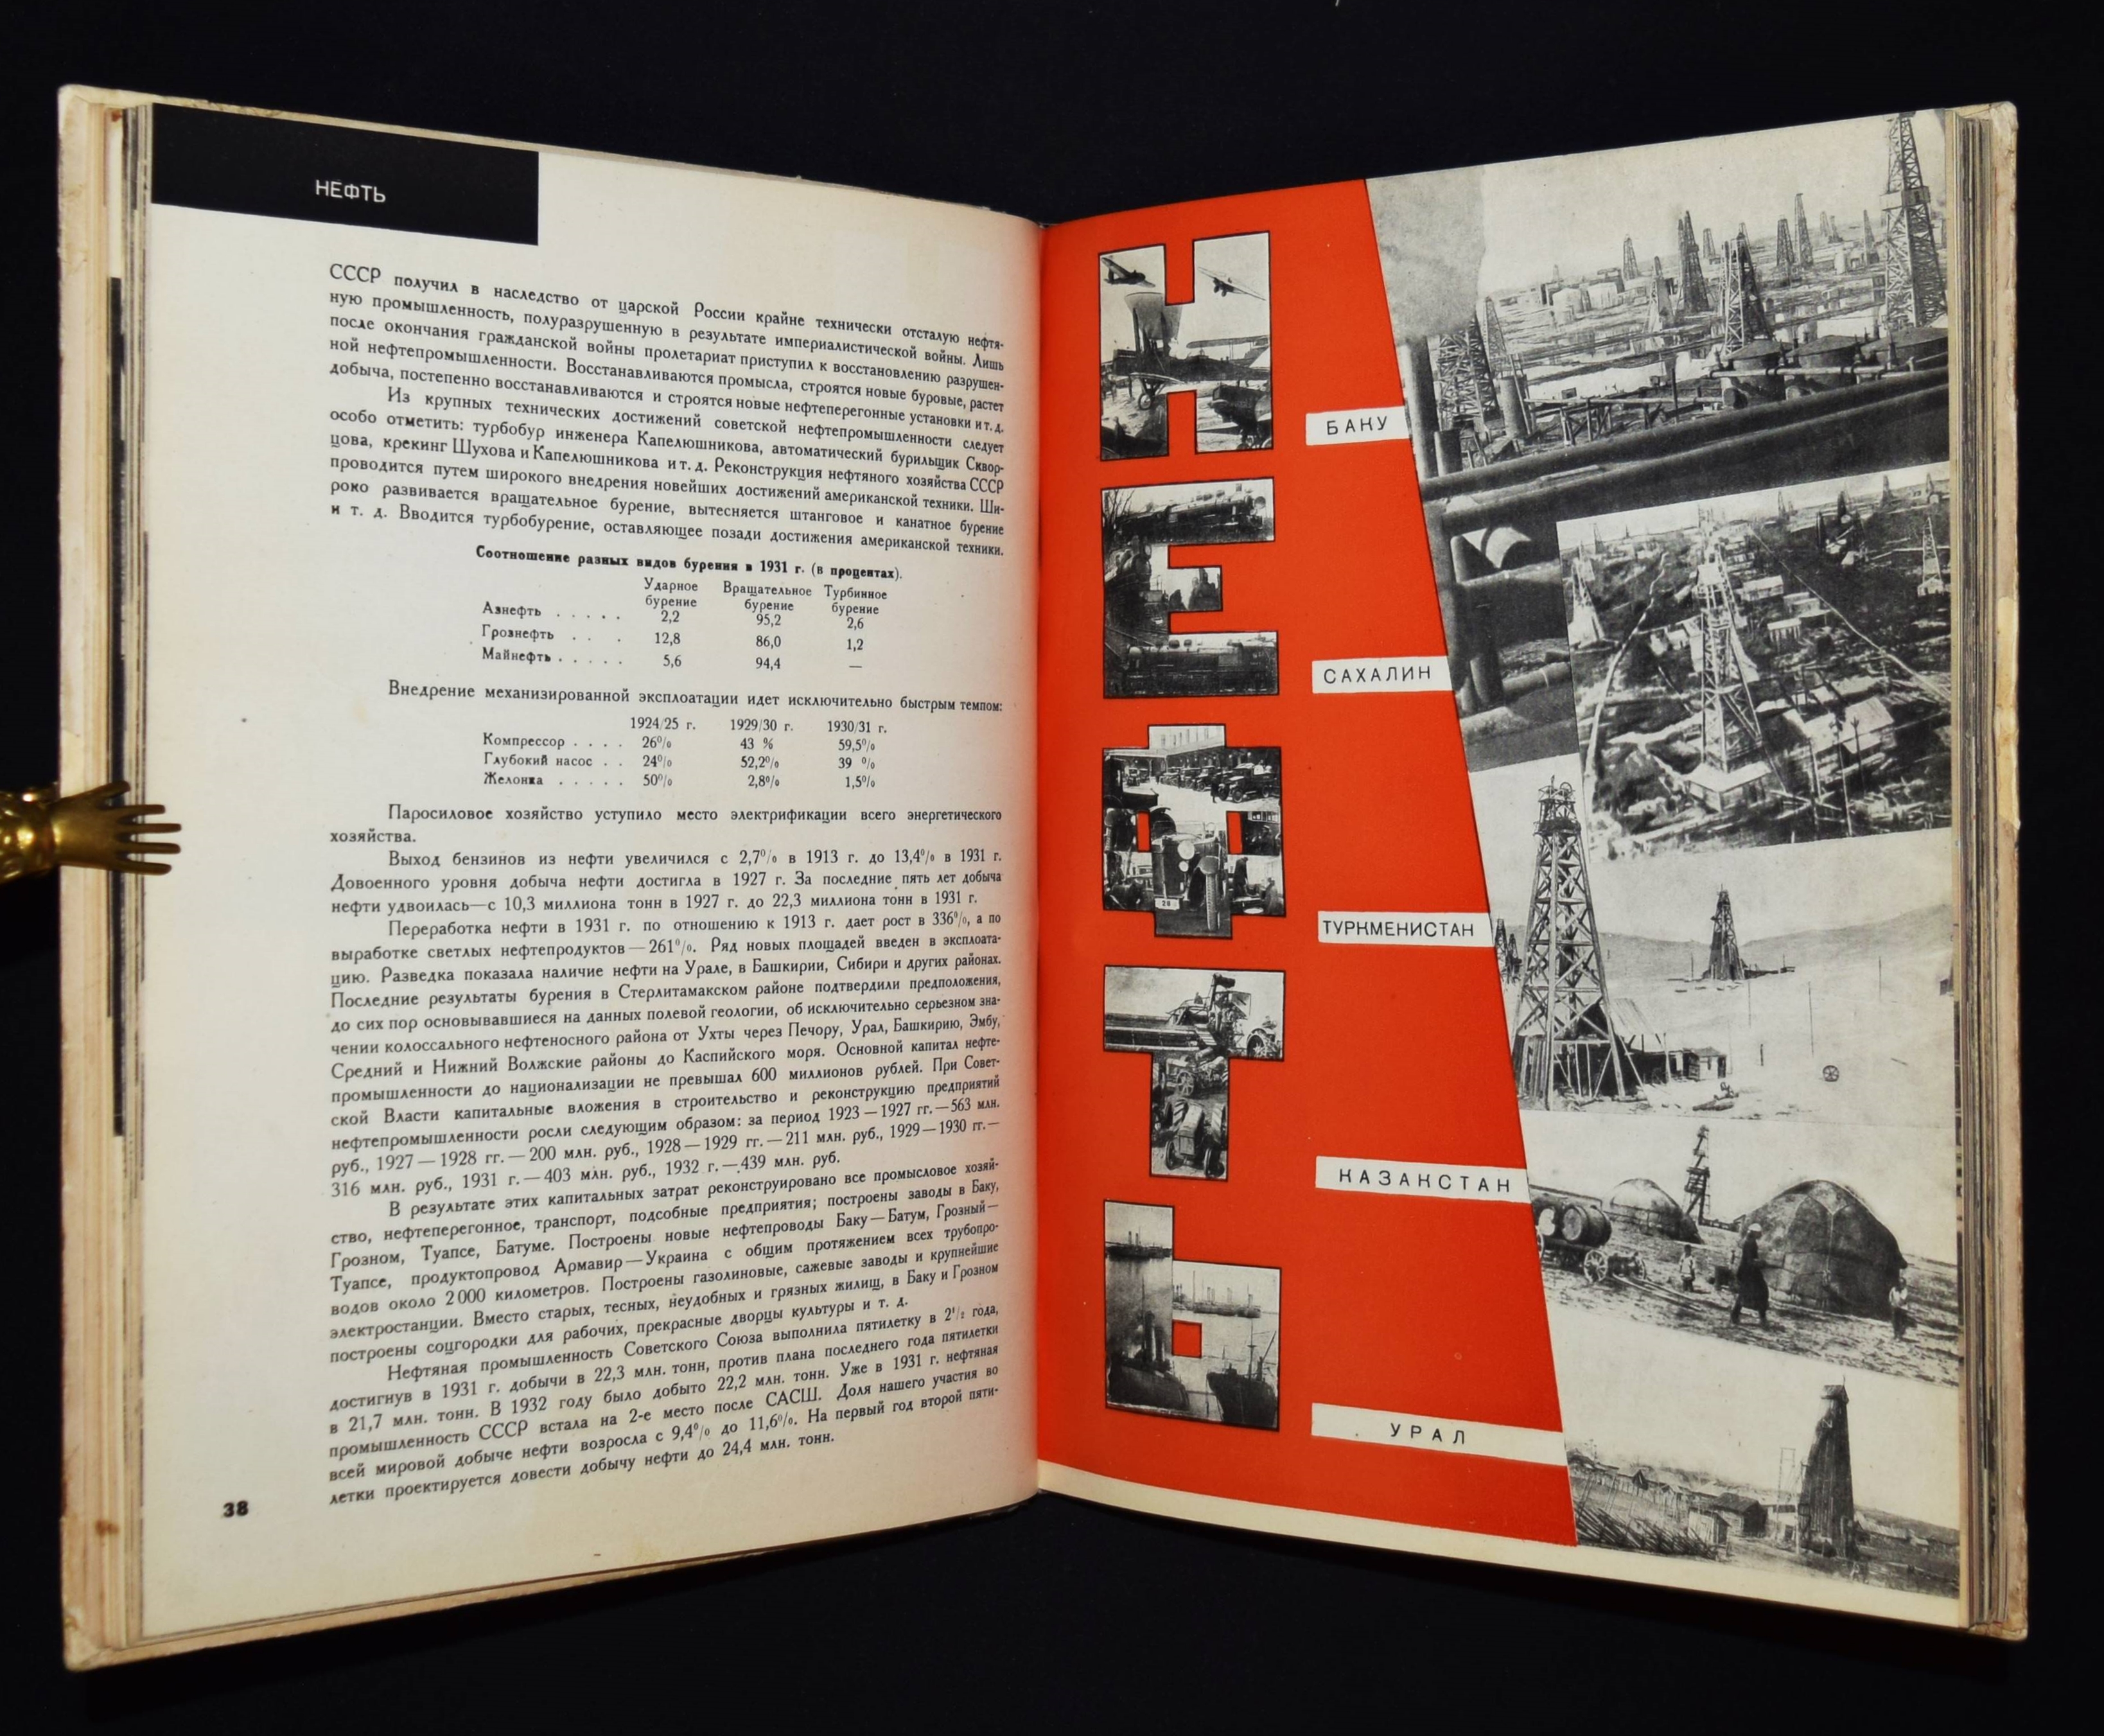 НЕФТЬ
СССР получил в наследство от царской России крайне технически отсталую нефтя-
ную промышленность, полуразрушенную в результате империалистической войны. Лишь
после окончания гражданской войны пролетариат приступил к восстановлению разрушен-
ной нефтепромышленности. Восстанавливаются промысла, строятся новые буровые, растет
добыча, постепенно восстанавливаются и строятся новые нефтеперегонные установки и т. д.
Из крупных технических достижений советской нефтепромышленности следует
особо отметить: турбобур инженера Капелюшникова, автоматический бурильщик Сквор-
цова, крекинг Шухова и Капелюшникова и т. д. Реконструкция нефтяного хозяйства СССР
проводится путем широкого внедрения новейших достижений американской техники. Ши-
роко развивается вращательное бурение, вытесняется штанговое и канатное бурение
и т. д. Вводится турбобурение, оставляющее позади достижения американской техники.
Соотношение разных видов бурения в 1931 г. (в процентах).
Ударное Вращательное Турбинное
бурение бурение бурение
Азнефть . . . . . 2,2 95,2 2,6
Грознефть . . . 12,8 86,0 1,2
Майнефть . . . . . 5,6 94,4 —
Внедрение механизированной эксплоатации идет исключительно быстрым темпом:
1924/25 г. 1929/30 г. 1930/31 г.
Компрессор . . . . 26% 43 % 59,5%
Глубокий насос . . 24% 52,2% 39 %
Желонка . . . . . 50% 2,8% 1,5%
Паросиловое хозяйство уступило место электрификации всего энергетического
хозяйства.
Выход бензинов из нефти увеличился с 2,7% в 1913 г. до 13,4% в 1931 г.
Довоенного уровня добыча нефти достигла в 1927 г. За последние пять лет добыча
нефти удвоилась—с 10,3 миллиона тонн в 1927 г. до 22,3 миллиона тонн в 1931 г.
Переработка нефти в 1931 г. по отношению к 1913 г. дает рост в 336%, а по
выработке светлых нефтепродуктов — 261%. Ряд новых площадей введен в эксплоата-
цию. Разведка показала наличие нефти на Урале, в Башкирии, Сибири и других районах.
Последние результаты бурения в Стерлитамакском районе подтвердили предположения,
до сих пор основывавшиеся на данных полевой геологии, об исключительно серьезном зна-
чении колоссального нефтеносного района от Ухты через Печору, Урал, Башкирию, Эмбу,
Средний и Нижний Волжские районы до Каспийского моря. Основной капитал нефте-
промышленности до национализации не превышал 600 миллионов рублей. При Совет-
ской Власти капитальные вложения в строительство и реконструкцию предприятий
нефтепромышленности росли следующим образом: за период 1923 — 1927 гг. — 563 млн.
руб., 1927 — 1928 гг. — 200 млн. руб., 1928 — 1929 гг. — 211 млн. руб., 1929 — 1930 гг. —
316 млн. руб., 1931 г. — 403 млн. руб., 1932 г. — 439 млн. руб.
В результате этих капитальных затрат реконструировано все промысловое хозяй-
ство, нефтеперегонное, транспорт, подсобные предприятия; построены заводы в Баку,
Грозном, Туапсе, Батуме. Построены новые нефтепроводы Баку — Батум, Грозный —
Туапсе, продуктопровод Армавир — Украина с общим протяжением всех трубопро-
водов около 2 000 километров. Построены газолиновые, сажевые заводы и крупнейшие
электростанции. Вместо старых, тесных, неудобных и грязных жилищ, в Баку и Грозном
построены соцгородки для рабочих, прекрасные дворцы культуры и т. д.
Нефтяная промышленность Советского Союза выполнила пятилетку в 2½ года,
достигнув в 1931 г. добычи в 22,3 млн. тонн, против плана последнего года пятилетки
в 21,7 млн. тонн. В 1932 году было добыто 22,2 млн. тонн. Уже в 1931 г. нефтяная
промышленность СССР встала на 2-е место после САСШ. Доля нашего участия во
всей мировой добыче нефти возросла с 9,4% до 11,6%. На первый год второй пяти-
летки проектируется довести добычу нефти до 24,4 млн. тонн.
38
НЕФТЬ
БАКУ
САХАЛИН
ТУРКМЕНИСТАН
КАЗАКСТАН
УРАЛ